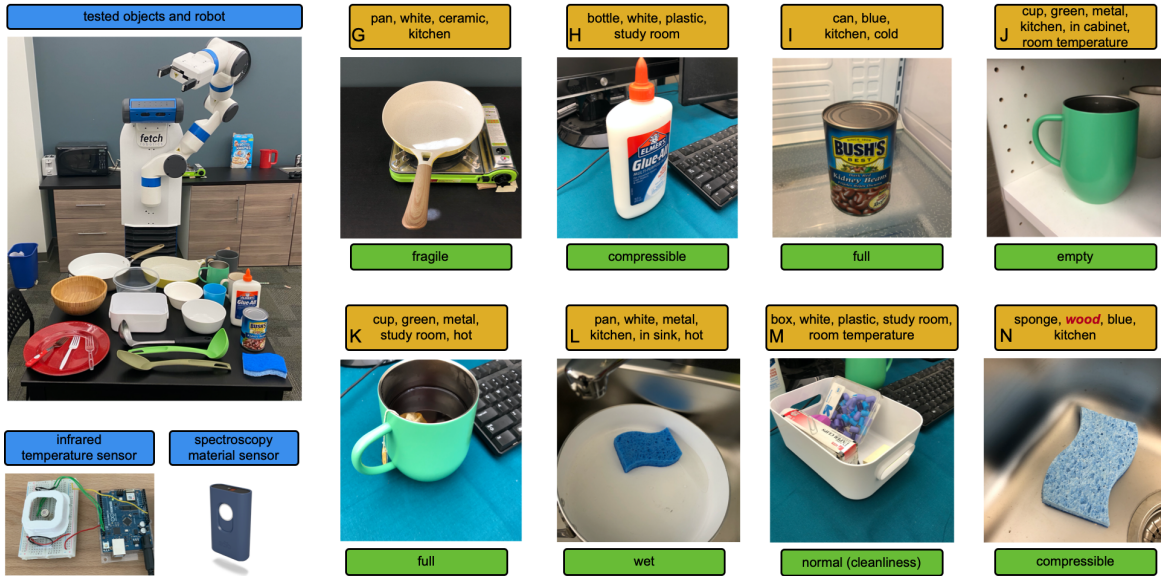 tested objects and robot
fetch
infrared
temperature sensor
spectroscopy
material sensor
G
pan, white, ceramic,
kitchen
fragile
H
bottle, white, plastic,
study room
ELMER'S
Glue-All
compressible
I
can, blue,
kitchen, cold
BUSH'S
BEST
Kidney Beans
full
J
cup, green, metal,
kitchen, in cabinet,
room temperature
empty
K
cup, green, metal,
study room, hot
full
L
pan, white, metal,
kitchen, in sink, hot
wet
M
box, white, plastic, study room,
room temperature
normal (cleanliness)
N
sponge, wood, blue,
kitchen
compressible